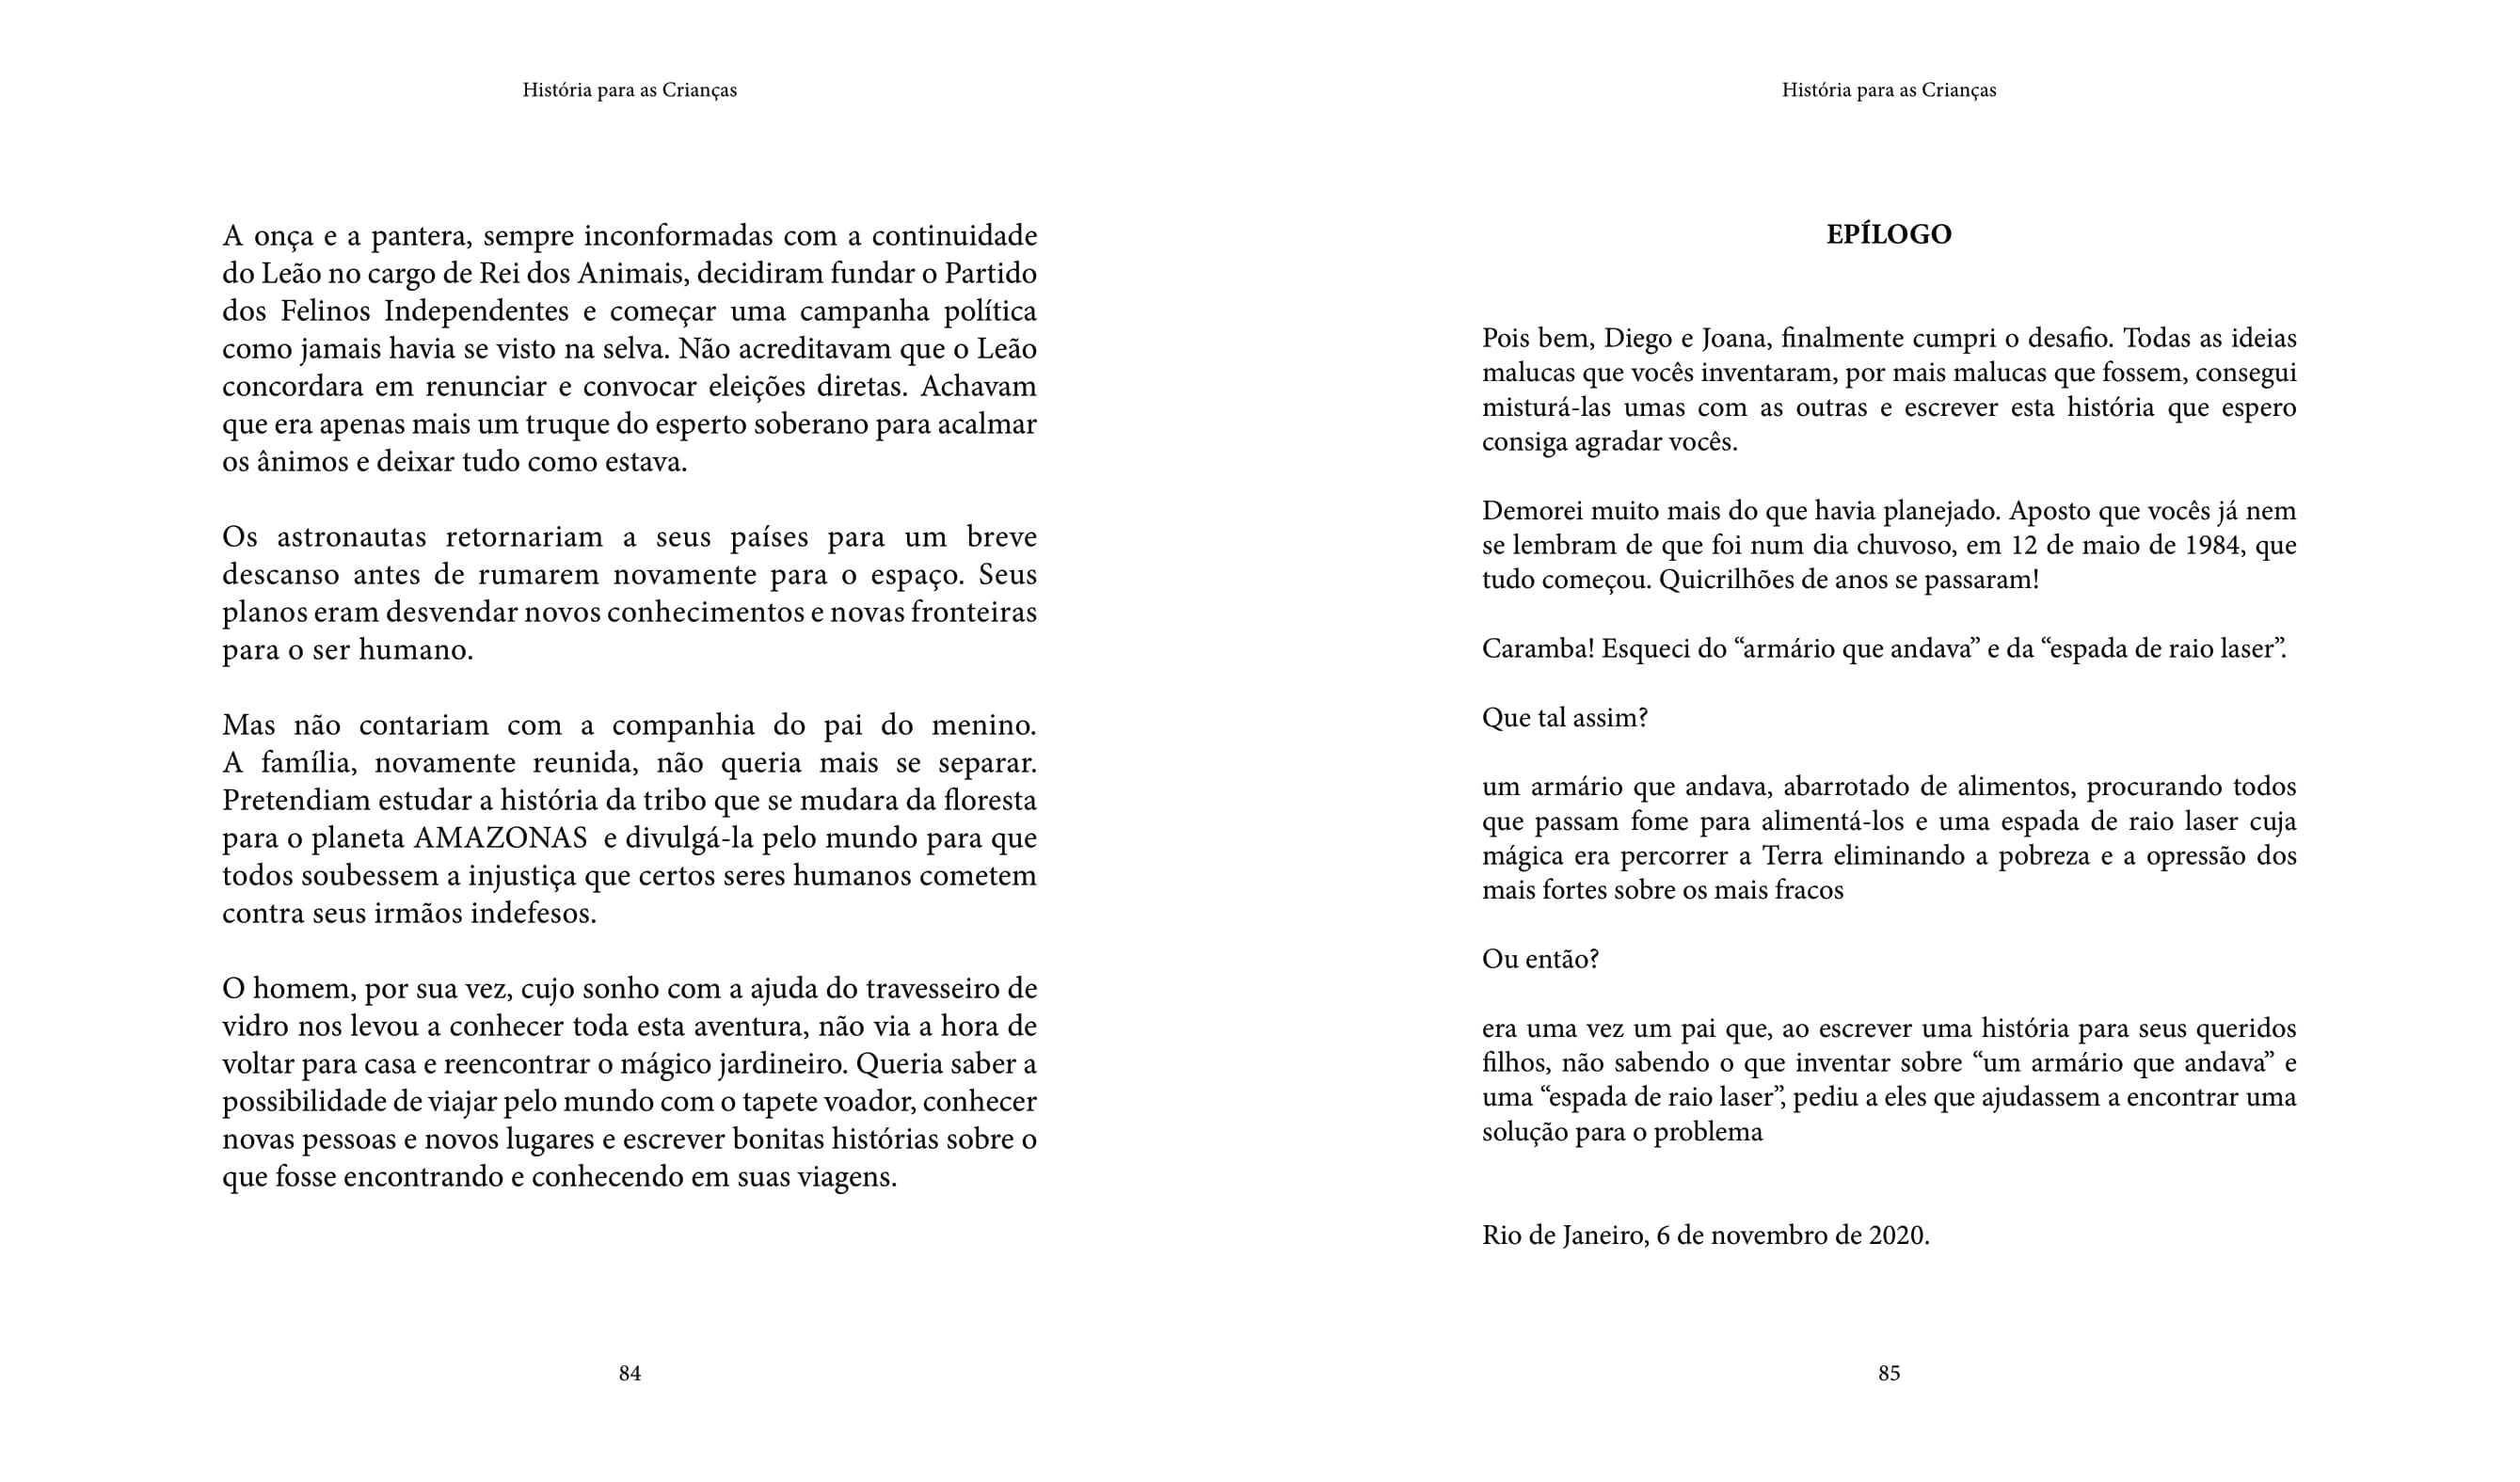 História para as Crianças
A onça e a pantera, sempre inconformadas com a continuidade
do Leão no cargo de Rei dos Animais, decidiram fundar o Partido
dos Felinos Independentes e começar uma campanha política
como jamais havia se visto na selva. Não acreditavam que o Leão
concordara em renunciar e convocar eleições diretas. Achavam
que era apenas mais um truque do esperto soberano para acalmar
os ânimos e deixar tudo como estava.
Os astronautas retornariam a seus países para um breve
descanso antes de rumarem novamente para o espaço. Seus
planos eram desvendar novos conhecimentos e novas fronteiras
para o ser humano.
Mas não contariam com a companhia do pai do menino.
A família, novamente reunida, não queria mais se separar.
Pretendiam estudar a história da tribo que se mudara da floresta
para o planeta AMAZONAS e divulgá-la pelo mundo para que
todos soubessem a injustiça que certos seres humanos cometem
contra seus irmãos indefesos.
O homem, por sua vez, cujo sonho com a ajuda do travesseiro de
vidro nos levou a conhecer toda esta aventura, não via a hora de
voltar para casa e reencontrar o mágico jardineiro. Queria saber a
possibilidade de viajar pelo mundo com o tapete voador, conhecer
novas pessoas e novos lugares e escrever bonitas histórias sobre o
que fosse encontrando e conhecendo em suas viagens.
84
História para as Crianças
EPÍLOGO
Pois bem, Diego e Joana, finalmente cumpri o desafio. Todas as ideias
malucas que vocês inventaram, por mais malucas que fossem, consegui
misturá-las umas com as outras e escrever esta história que espero
consiga agradar vocês.
Demorei muito mais do que havia planejado. Aposto que vocês já nem
se lembram de que foi num dia chuvoso, em 12 de maio de 1984, que
tudo começou. Quicrilhões de anos se passaram!
Caramba! Esqueci do “armário que andava” e da “espada de raio laser”.
Que tal assim?
um armário que andava, abarrotado de alimentos, procurando todos
que passam fome para alimentá-los e uma espada de raio laser cuja
mágica era percorrer a Terra eliminando a pobreza e a opressão dos
mais fortes sobre os mais fracos
Ou então?
era uma vez um pai que, ao escrever uma história para seus queridos
filhos, não sabendo o que inventar sobre “um armário que andava” e
uma “espada de raio laser”, pediu a eles que ajudassem a encontrar uma
solução para o problema
Rio de Janeiro, 6 de novembro de 2020.
85